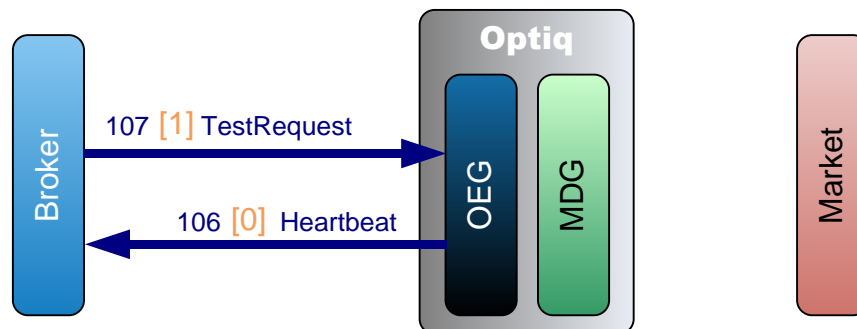 Optiq
Broker
107 [1] TestRequest
106 [0] Heartbeat
OEG
MDG
Market